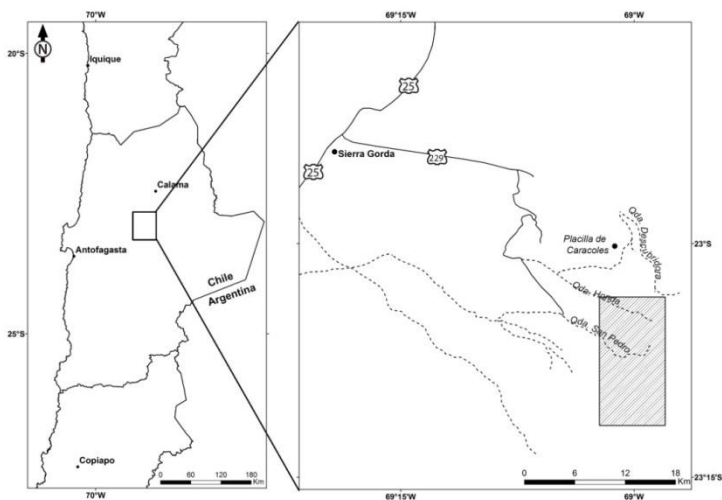 70°W
20°S
N
Iquique
Calama
Antofagasta
Chile
Argentina
25°S
Copiapo
0 60 120 180
Km
70°W
69°15'W
69°W
25
Sierra Gorda
229
25
Placilla de
Caracoles
Qda. Descubridora
23°S
Qda. Honda
Qda. San Pedro
0 6 12 18
Km
23°15'S
69°15'W
69°W